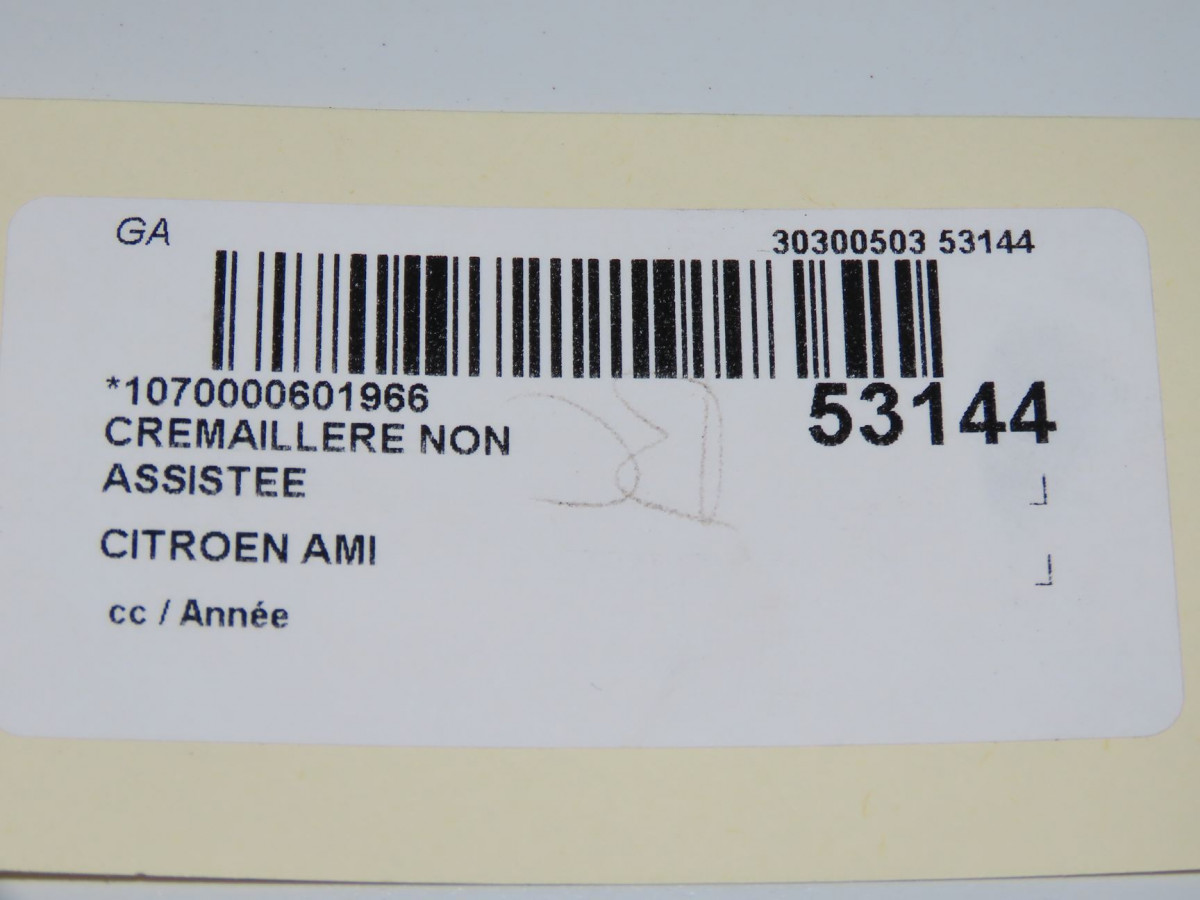 GA
30300503 53144
*1070000601966
53144
CREMAILLERE NON
ASSISTEE
CITROEN AMI
cc / Année